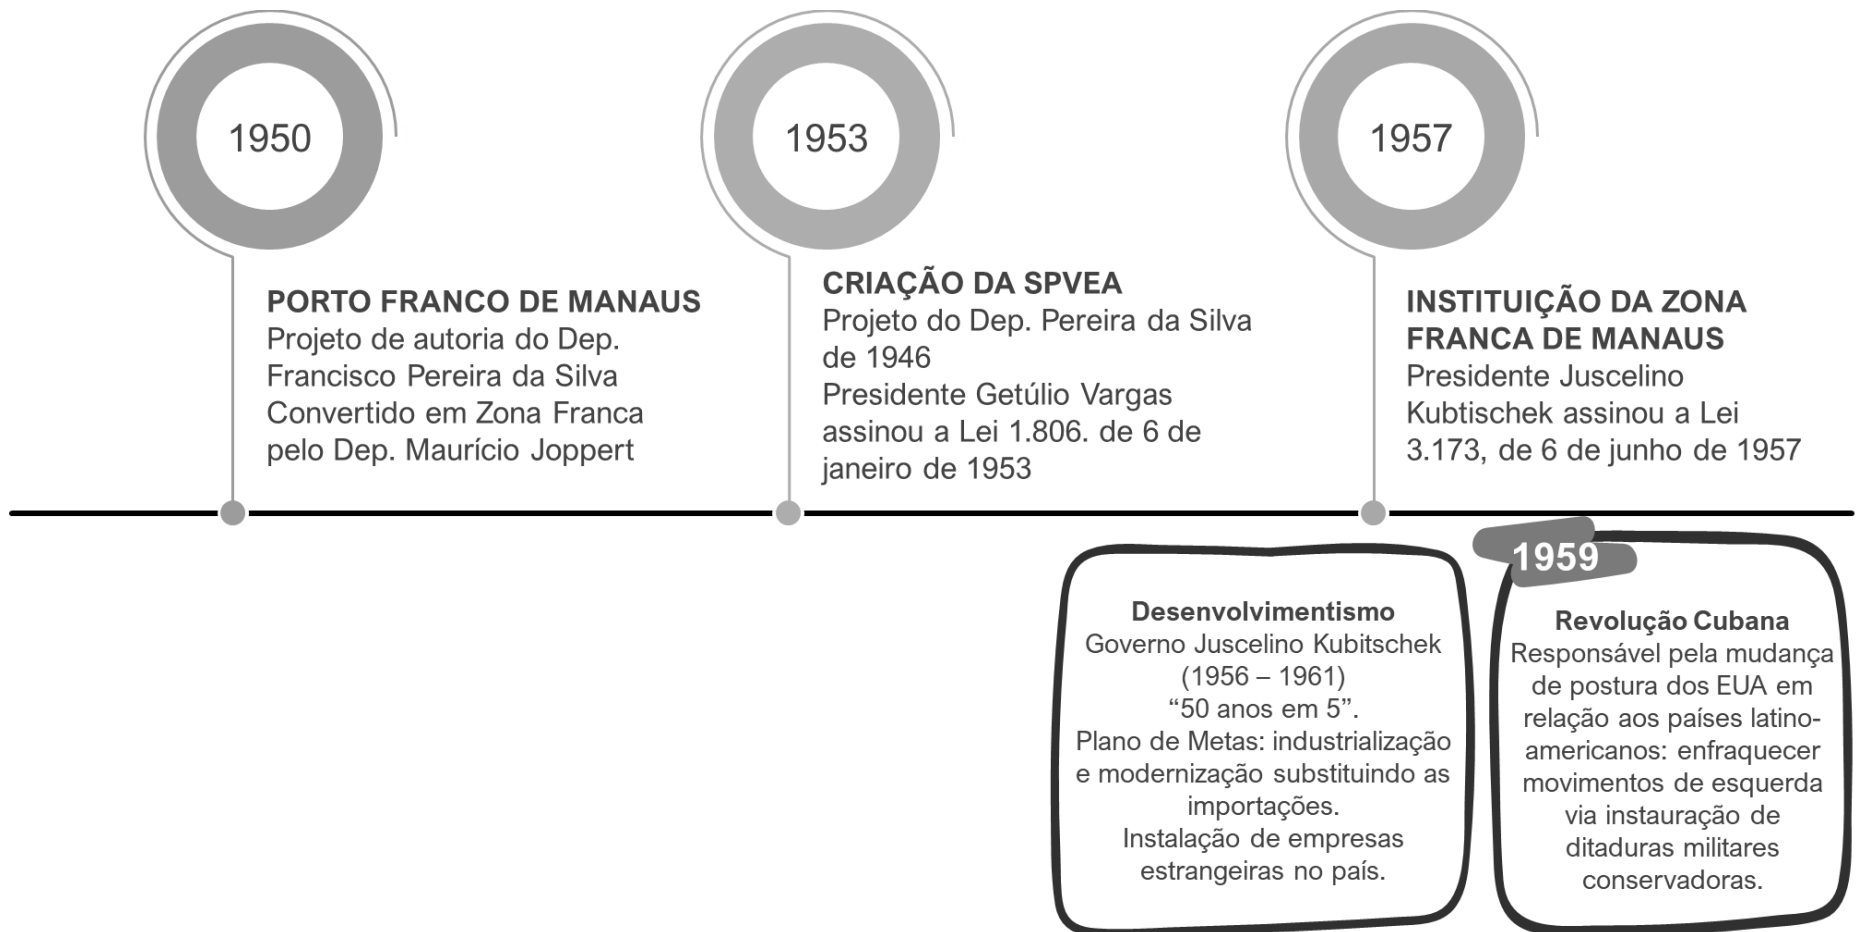 1950
PORTO FRANCO DE MANAUS
Projeto de autoria do Dep.
Francisco Pereira da Silva
Convertido em Zona Franca
pelo Dep. Maurício Joppert
1953
CRIAÇÃO DA SPVEA
Projeto do Dep. Pereira da Silva
de 1946
Presidente Getúlio Vargas
assinou a Lei 1.806. de 6 de
janeiro de 1953
1957
INSTITUIÇÃO DA ZONA
FRANCA DE MANAUS
Presidente Juscelino
Kubtischek assinou a Lei
3.173, de 6 de junho de 1957
Desenvolvimentismo
Governo Juscelino Kubitschek
(1956 – 1961)
“50 anos em 5”.
Plano de Metas: industrialização
e modernização substituindo as
importações.
Instalação de empresas
estrangeiras no país.
1959
Revolução Cubana
Responsável pela mudança
de postura dos EUA em
relação aos países latino-
americanos: enfraquecer
movimentos de esquerda
via instauração de
ditaduras militares
conservadoras.